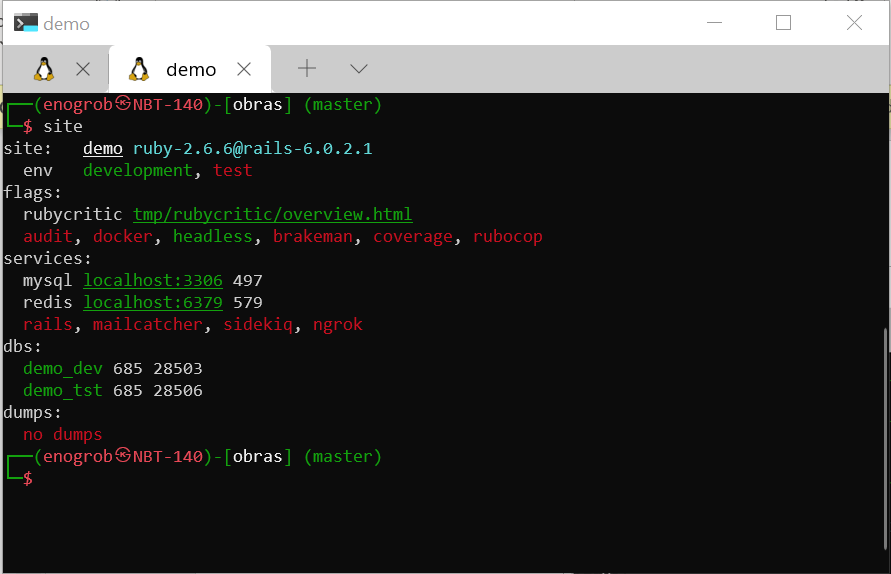 demo
demo
┌──(enogrob㉿NBT-140)-[obras] (master)
└─$ site
site:   demo ruby-2.6.6@rails-6.0.2.1
  env   development, test
flags:
  rubycritic tmp/rubycritic/overview.html
  audit, docker, headless, brakeman, coverage, rubocop
services:
  mysql localhost:3306 497
  redis localhost:6379 579
  rails, mailcatcher, sidekiq, ngrok
dbs:
  demo_dev 685 28503
  demo_tst 685 28506
dumps:
  no dumps
┌──(enogrob㉿NBT-140)-[obras] (master)
└─$